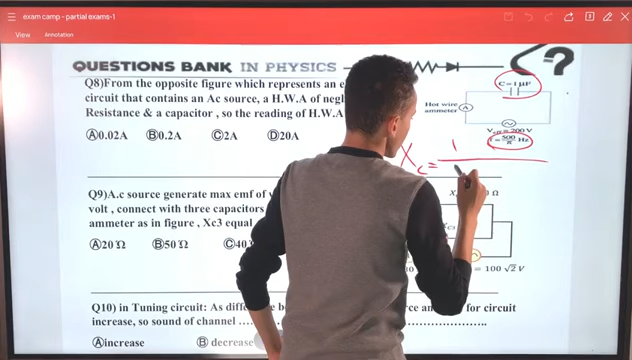 exam camp - partial exams-1
View Annotation
QUESTIONS BANK IN PHYSICS
Q8)From the opposite figure which represents an e
circuit that contains an Ac source, a H.W.A of negl
Resistance & a capacitor , so the reading of H.W.A
Ⓐ0.02A Ⓑ0.2A Ⓒ2A Ⓓ20A
C=1 μF
Hot wire
ammeter
A
= 200 V
500/π Hz
Xc = 1
Q9)A.c source generate max emf of
volt , connect with three capacitors
ammeter as in figure , Xc3 equal
Ⓐ20 Ω Ⓑ50 Ω Ⓒ40
Ω
= 100 √2 V
Q10) in Tuning circuit: As diffe
for circuit
increase, so sound of channel ....
Ⓐincrease Ⓑ decrease